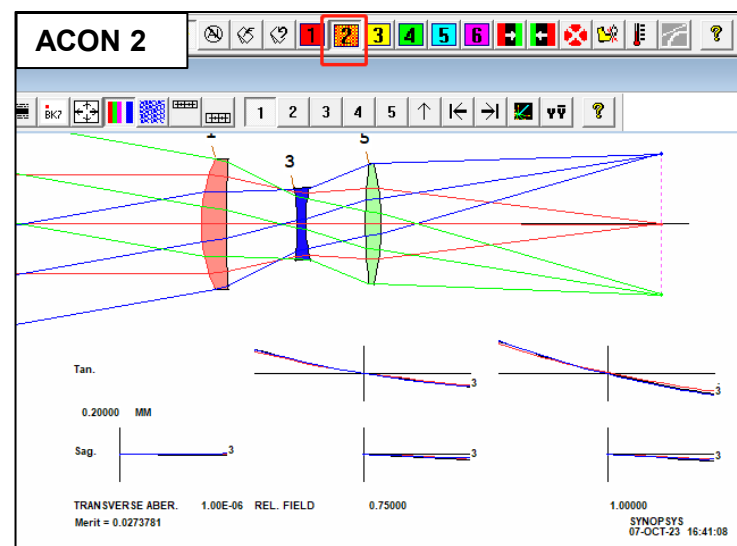 ACON 2
1 2 3 4 5 6 ?
BK7 1 2 3 4 5 ?
1 3 5
Tan.
3 3
0.20000 MM
Sag.
3 3 3
TRANSVERSE ABER. 1.00E-06 REL. FIELD 0.75000 1.00000
Merit = 0.0273781 SYNOPSYS
07-OCT-23 16:41:08